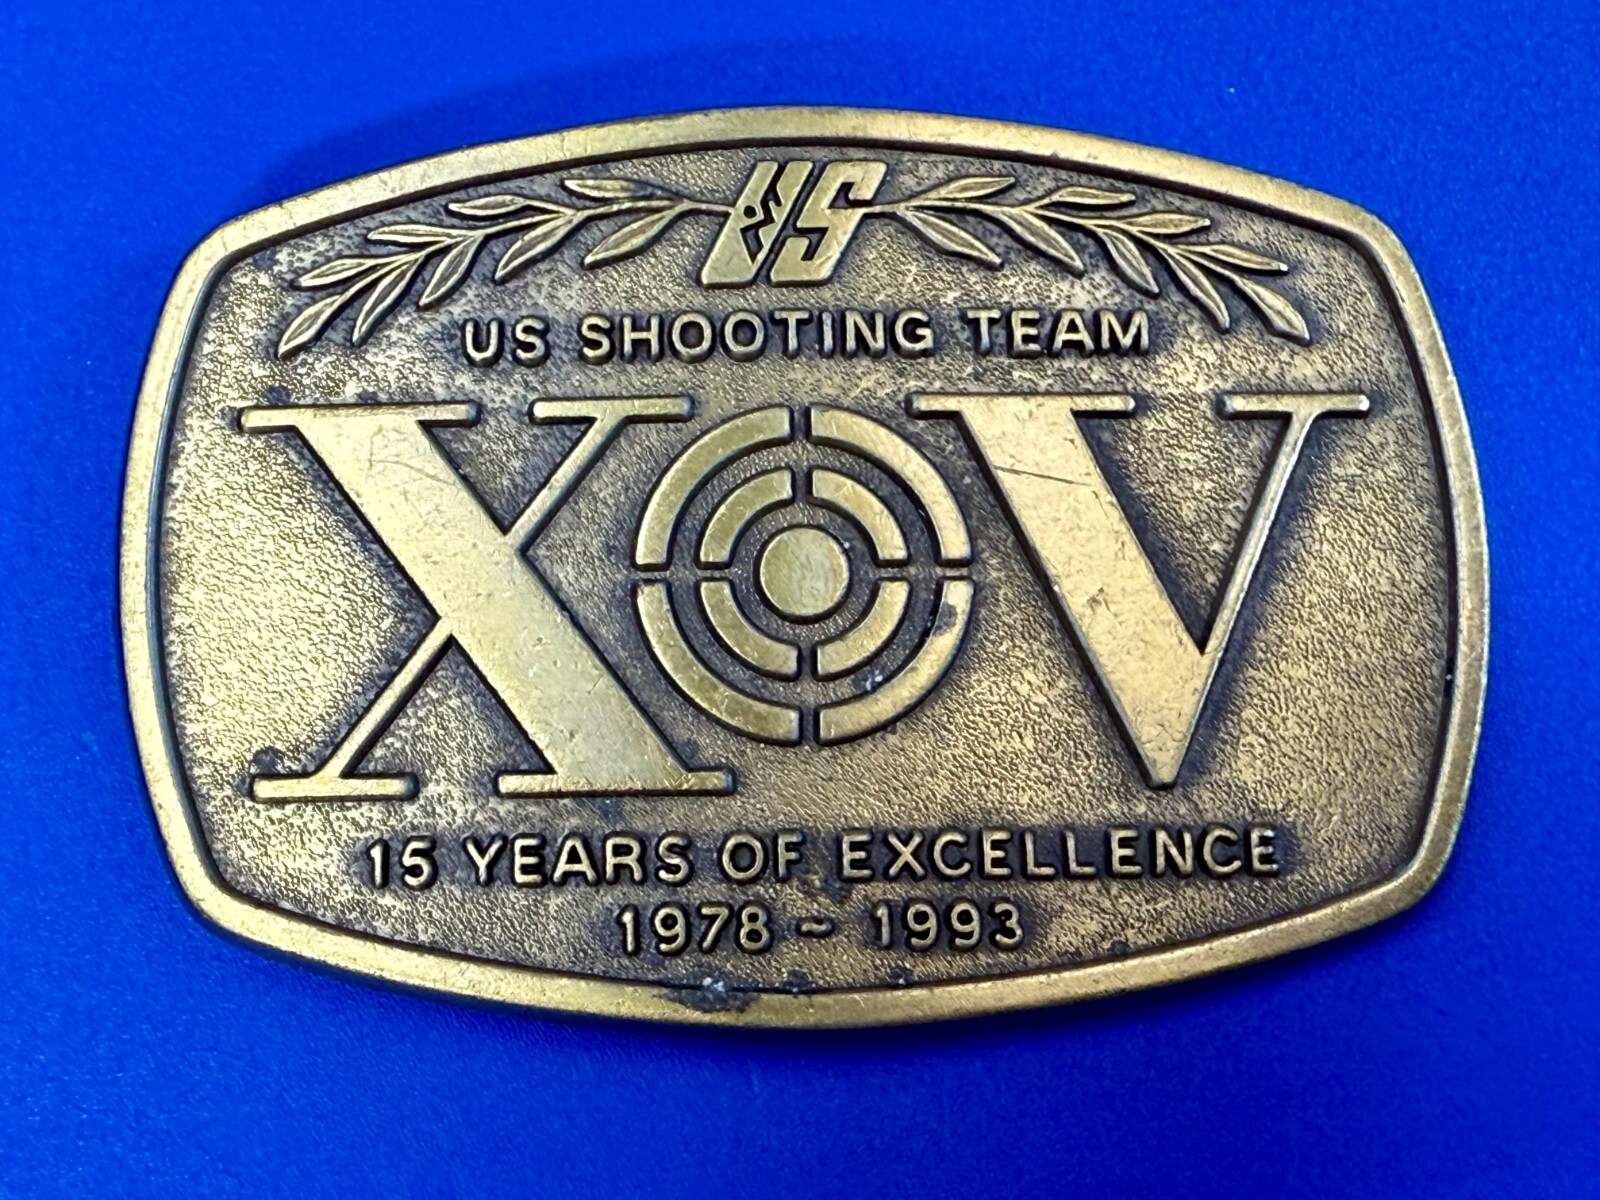 US
US SHOOTING TEAM
XV
15 YEARS OF EXCELLENCE
1978 - 1993